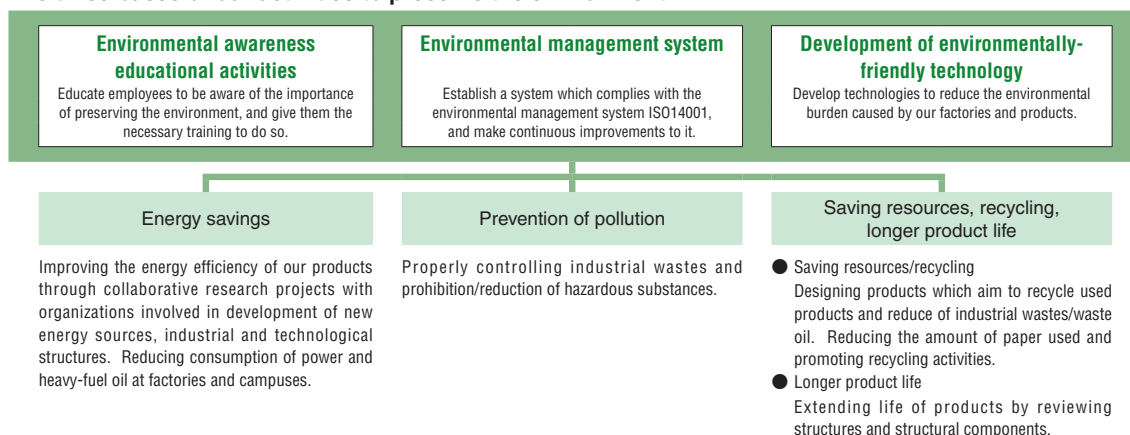 Environmental awareness
educational activities
Educate employees to be aware of the importance
of preserving the environment, and give them the
necessary training to do so.
Environmental management system
Establish a system which complies with the
environmental management system ISO14001,
and make continuous improvements to it.
Development of environmentally-
friendly technology
Develop technologies to reduce the environmental
burden caused by our factories and products.
Energy savings
Improving the energy efficiency of our products
through collaborative research projects with
organizations involved in development of new
energy sources, industrial and technological
structures. Reducing consumption of power and
heavy-fuel oil at factories and campuses.
Prevention of pollution
Properly controlling industrial wastes and
prohibition/reduction of hazardous substances.
Saving resources, recycling,
longer product life
● Saving resources/recycling
Designing products which aim to recycle used
products and reduce of industrial wastes/waste
oil. Reducing the amount of paper used and
promoting recycling activities.
● Longer product life
Extending life of products by reviewing
structures and structural components.